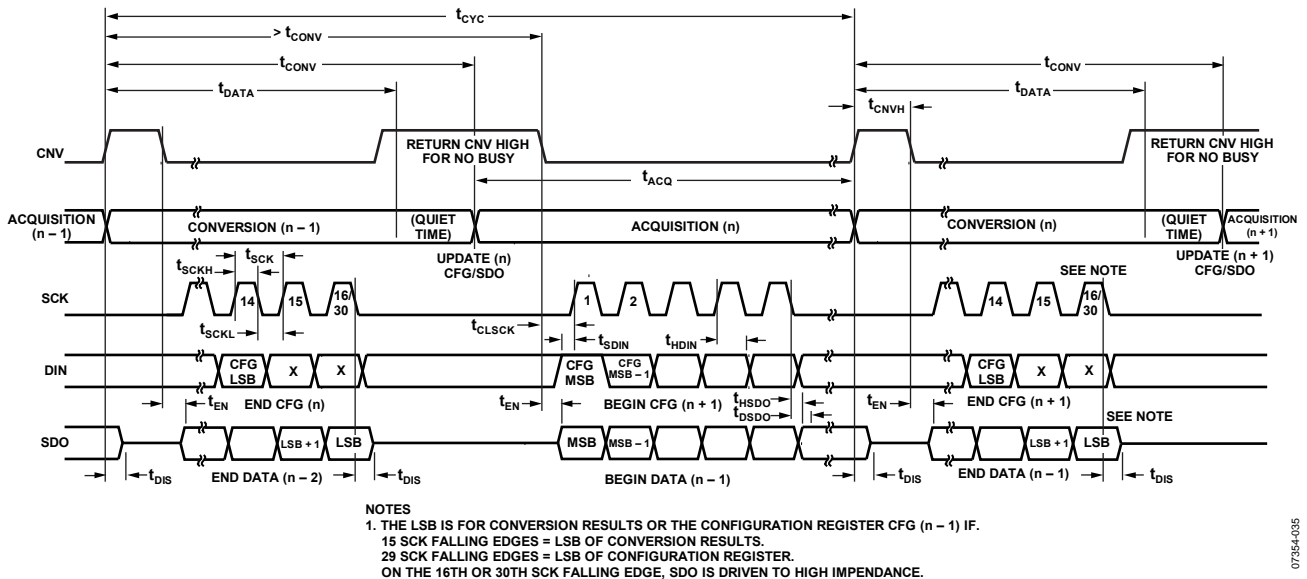 tCYC
> tCONV
tCONV
tDATA
tCONV
tDATA
tCNVH
CNV
RETURN CNV HIGH
FOR NO BUSY
RETURN CNV HIGH
FOR NO BUSY
tACQ
ACQUISITION
(n – 1)
CONVERSION (n – 1)
(QUIET
TIME)
ACQUISITION (n)
CONVERSION (n)
(QUIET
TIME)
ACQUISITION
(n + 1)
UPDATE (n)
CFG/SDO
UPDATE (n + 1)
CFG/SDO
tSCK
tSCKH
SEE NOTE
SCK
14
15
16/
30
1
2
14
15
16/
30
tSCKL
tCLSCK
tSDIN
tHDIN
DIN
CFG
LSB
X
X
CFG
MSB
CFG
MSB – 1
CFG
LSB
X
X
tEN
END CFG (n)
tEN
BEGIN CFG (n + 1)
tHSDO
tDSDO
tEN
END CFG (n + 1)
SEE NOTE
SDO
LSB + 1
LSB
MSB
MSB – 1
LSB + 1
LSB
tDIS
END DATA (n – 2)
tDIS
BEGIN DATA (n – 1)
tDIS
END DATA (n – 1)
tDIS
NOTES
1. THE LSB IS FOR CONVERSION RESULTS OR THE CONFIGURATION REGISTER CFG (n – 1) IF.
15 SCK FALLING EDGES = LSB OF CONVERSION RESULTS.
29 SCK FALLING EDGES = LSB OF CONFIGURATION REGISTER.
ON THE 16TH OR 30TH SCK FALLING EDGE, SDO IS DRIVEN TO HIGH IMPENDANCE.
07354-035